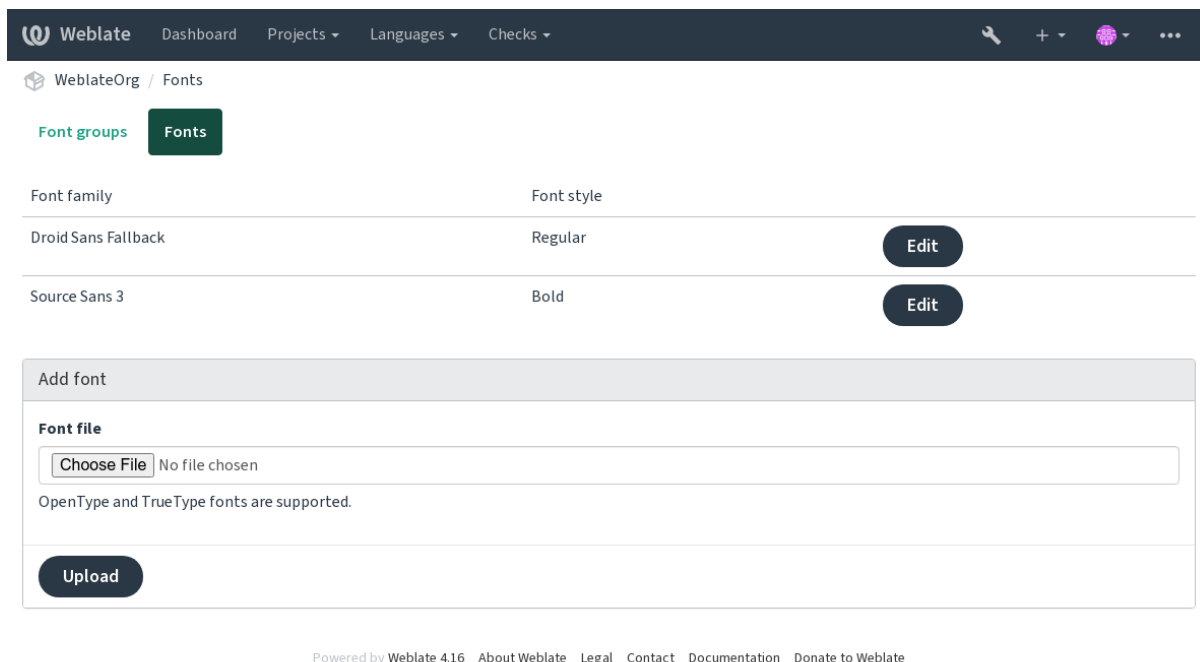 Weblate Dashboard Projects Languages Checks
WeblateOrg / Fonts
Font groups Fonts
Font family Font style
Droid Sans Fallback Regular Edit
Source Sans 3 Bold Edit
Add font
Font file
Choose File No file chosen
OpenType and TrueType fonts are supported.
Upload
Powered by Weblate 4.16 About Weblate Legal Contact Documentation Donate to Weblate